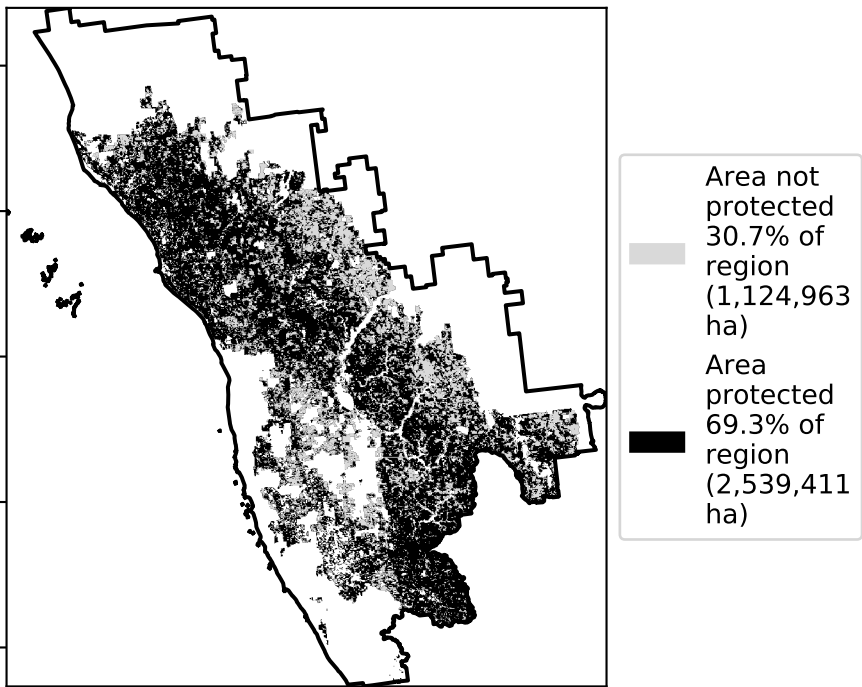 Area not
protected
30.7% of
region
(1,124,963
ha)
Area
protected
69.3% of
region
(2,539,411
ha)